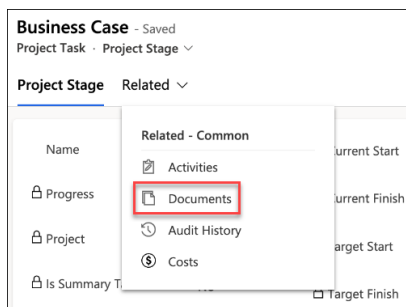 Business Case - Saved
Project Task · Project Stage
Project Stage Related
Related - Common
Name
Activities
Current Start
Progress
Documents
Current Finish
Audit History
Project
Target Start
Costs
Is Summary
Target Finish